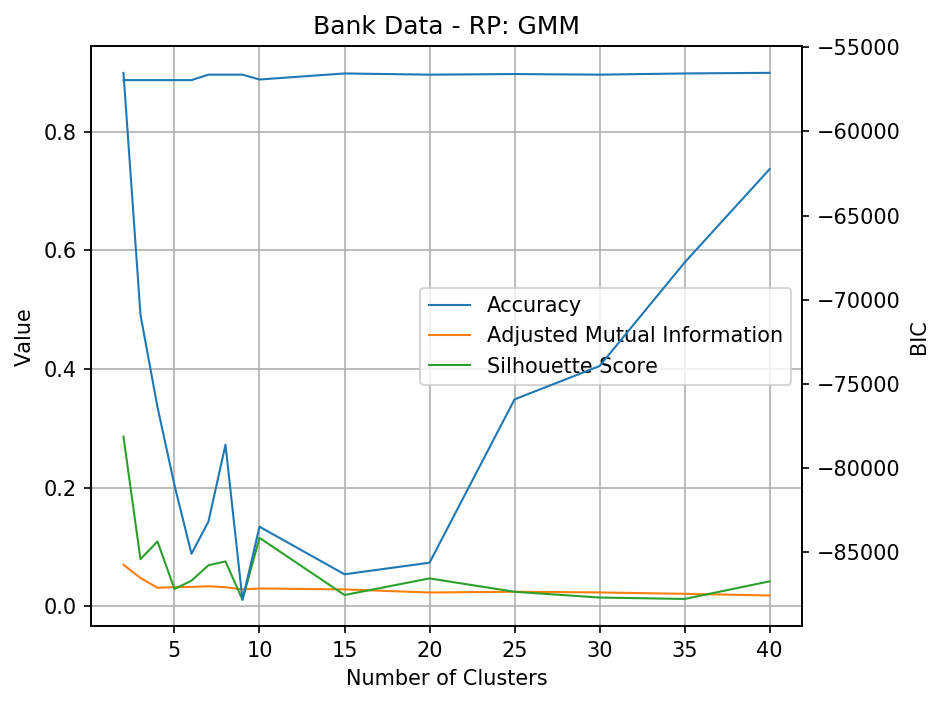 Bank Data - RP: GMM
0.8
0.6
0.4
0.2
0.0
Value
−55000
−60000
−65000
−70000
−75000
−80000
−85000
BIC
Accuracy
Adjusted Mutual Information
Silhouette Score
5 10 15 20 25 30 35 40
Number of Clusters